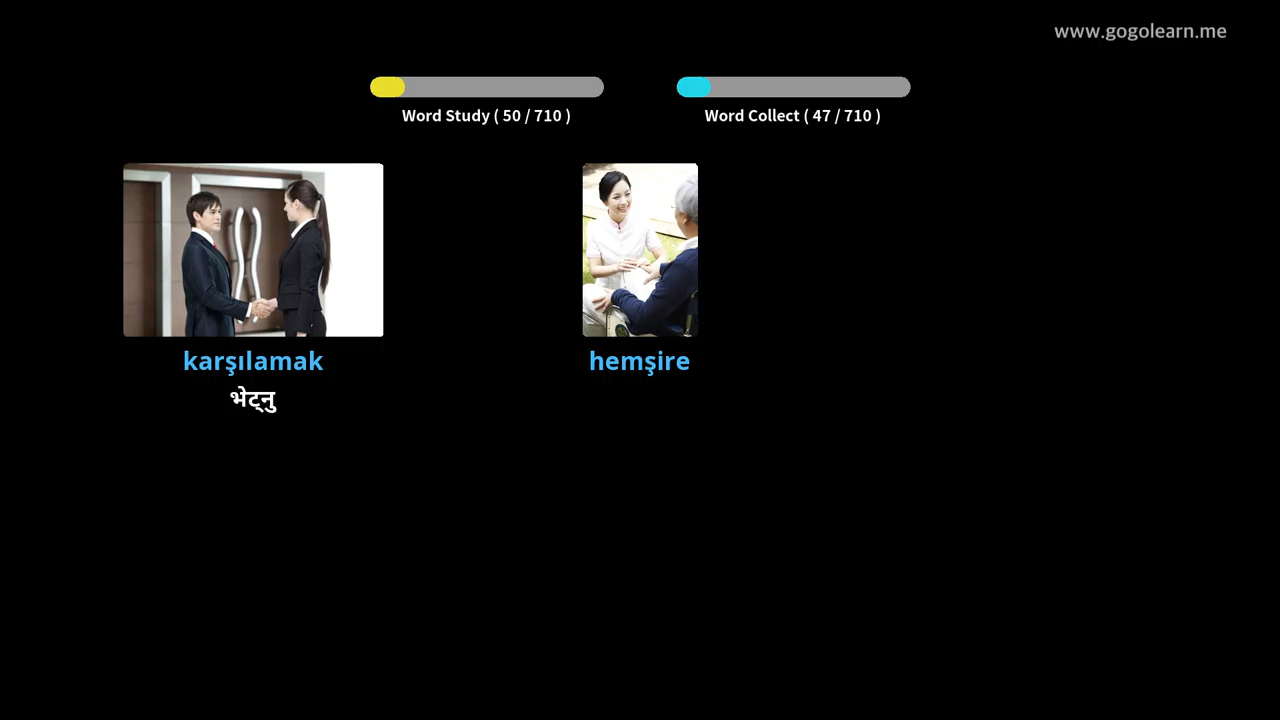 www.gogolearn.me
Word Study ( 50 / 710 )
Word Collect ( 47 / 710 )
karşılamak
भेट्नु
hemşire